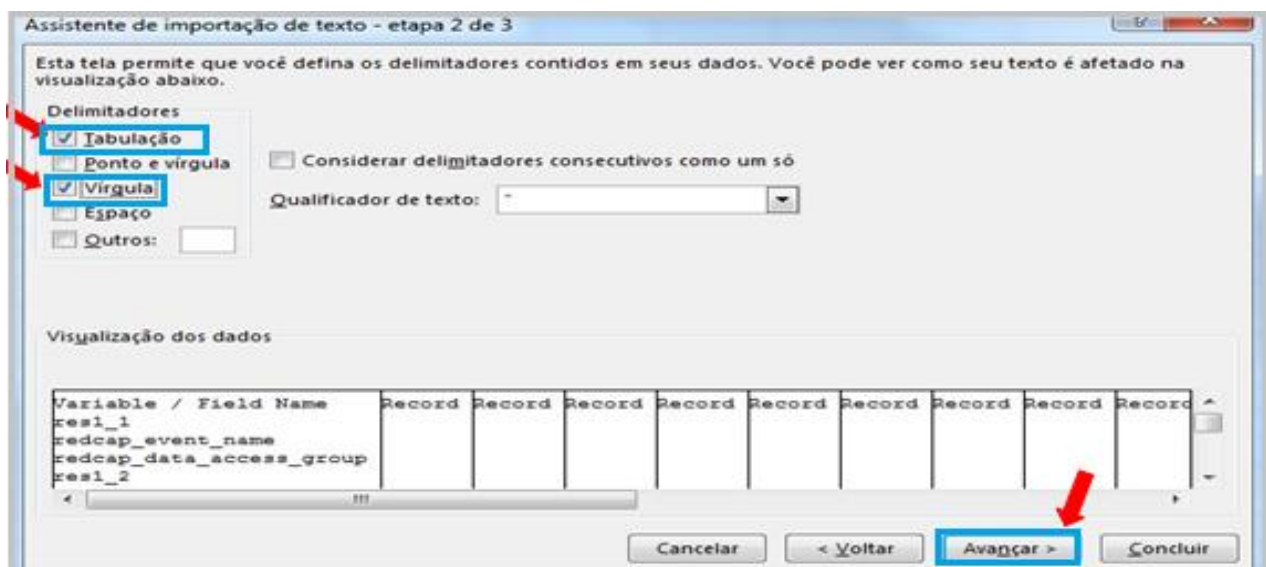 Assistente de importação de texto - etapa 2 de 3
Esta tela permite que você defina os delimitadores contidos em seus dados. Você pode ver como seu texto é afetado na
visualização abaixo.
Delimitadores
Tabulação
Ponto e vírgula
Vírgula
Espaço
Outros:
Considerar delimitadores consecutivos como um só
Qualificador de texto: "
Visualização dos dados
Variable / Field Name Record Record Record Record Record Record Record Record Record
res1_1
redcap_event_name
redcap_data_access_group
res1_2
Cancelar < Voltar Avançar > Concluir